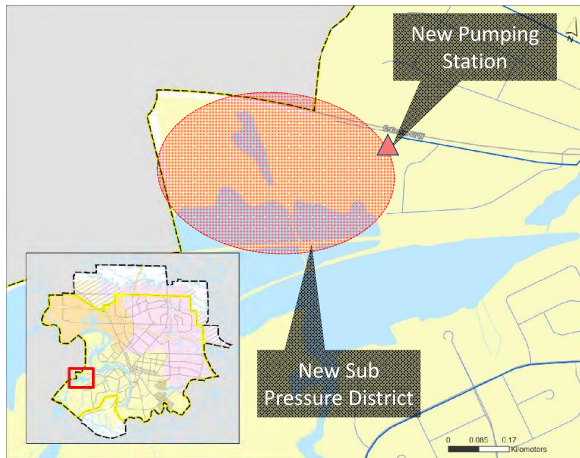 New Pumping
Station
N
New Sub
Pressure District
0 0.085 0.17
Kilometers